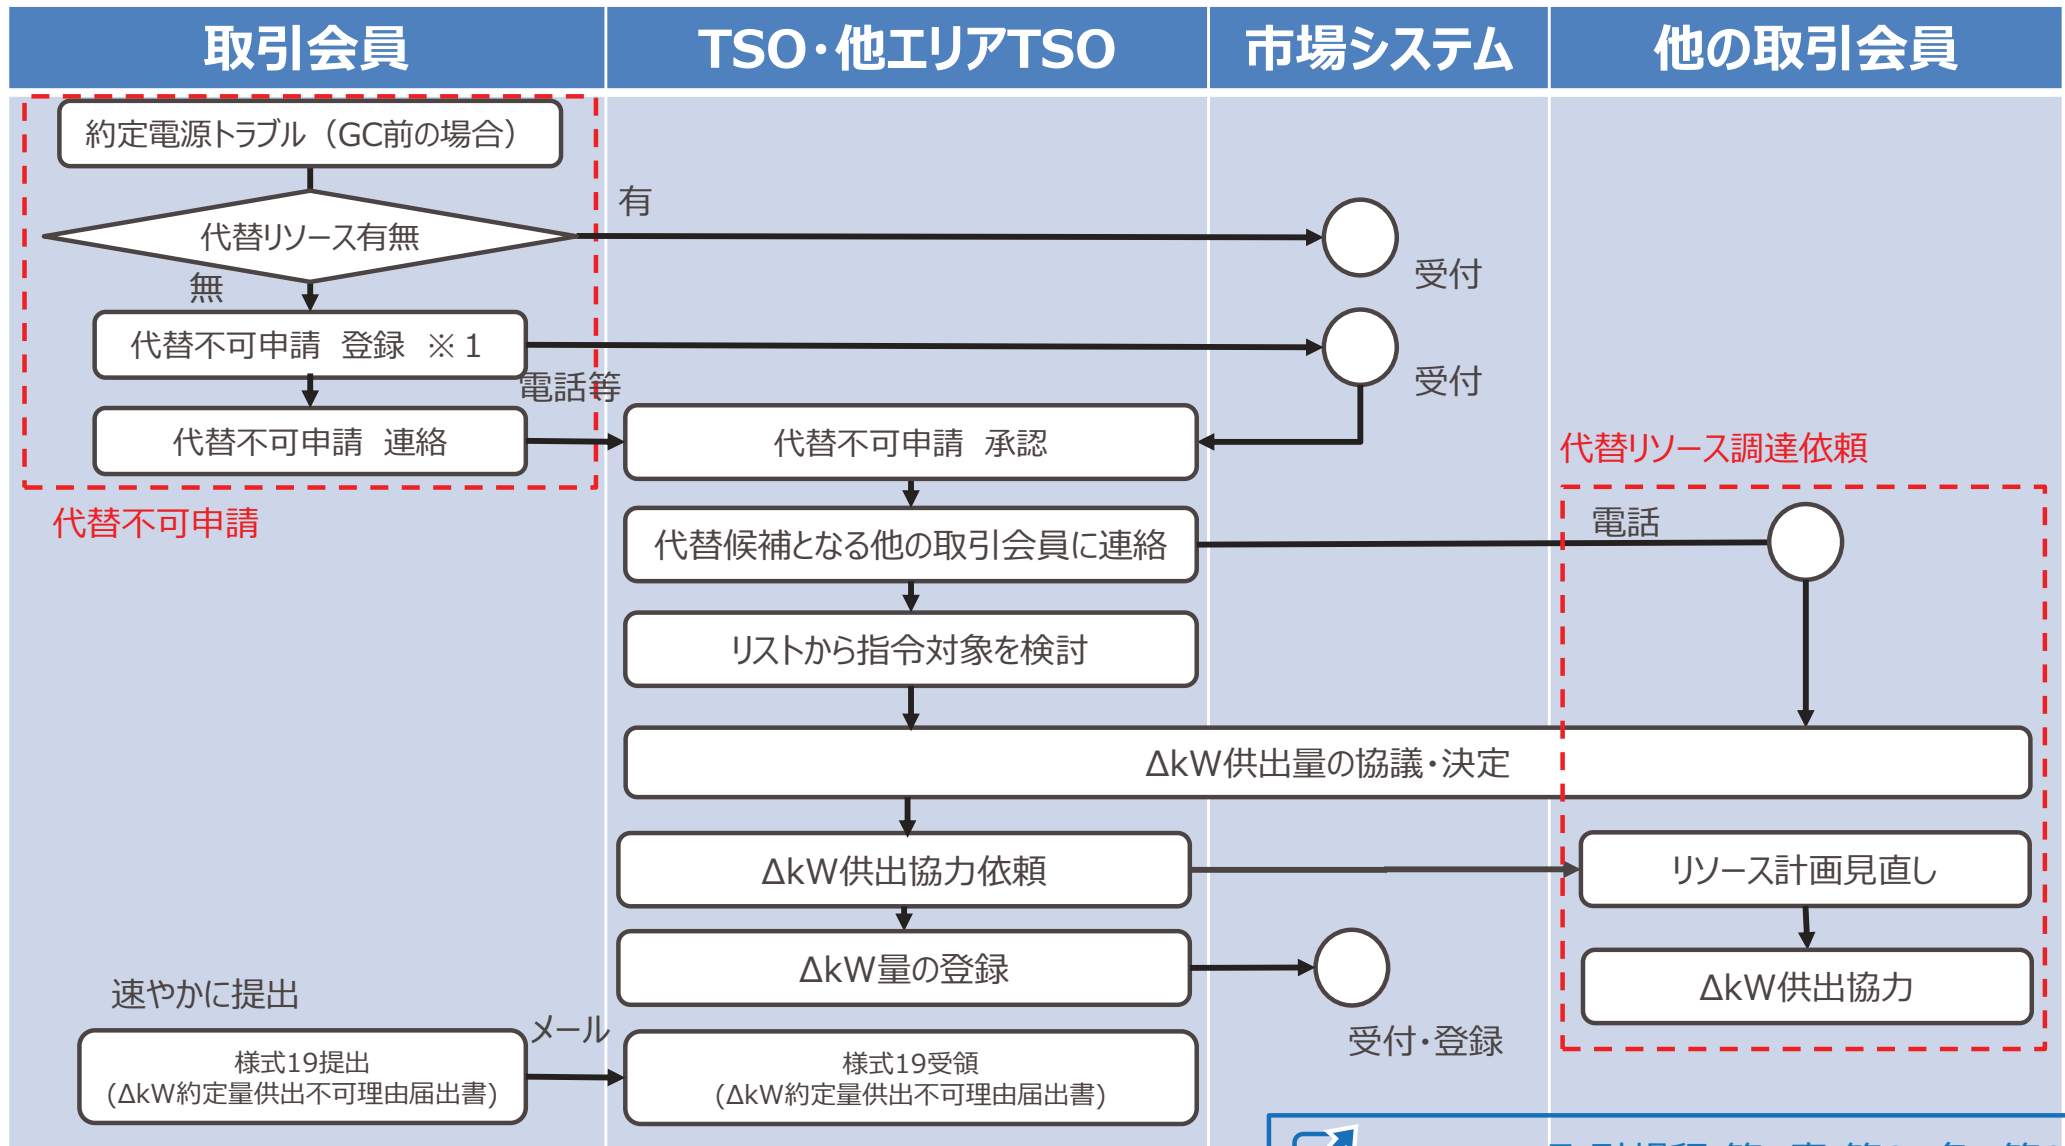 取引会員
TSO・他エリアTSO
市場システム
他の取引会員
約定電源トラブル（GC前の場合）
代替リソース有無
有
受付
無
代替不可申請　登録　※１
受付
電話等
代替不可申請　連絡
代替不可申請　承認
代替不可申請
代替リソース調達依頼
代替候補となる他の取引会員に連絡
電話
リストから指令対象を検討
ΔkW供出量の協議・決定
ΔkW供出協力依頼
リソース計画見直し
ΔkW量の登録
受付・登録
ΔkW供出協力
速やかに提出
様式19提出
(ΔkW約定量供出不可理由届出書)
メール
様式19受領
(ΔkW約定量供出不可理由届出書)